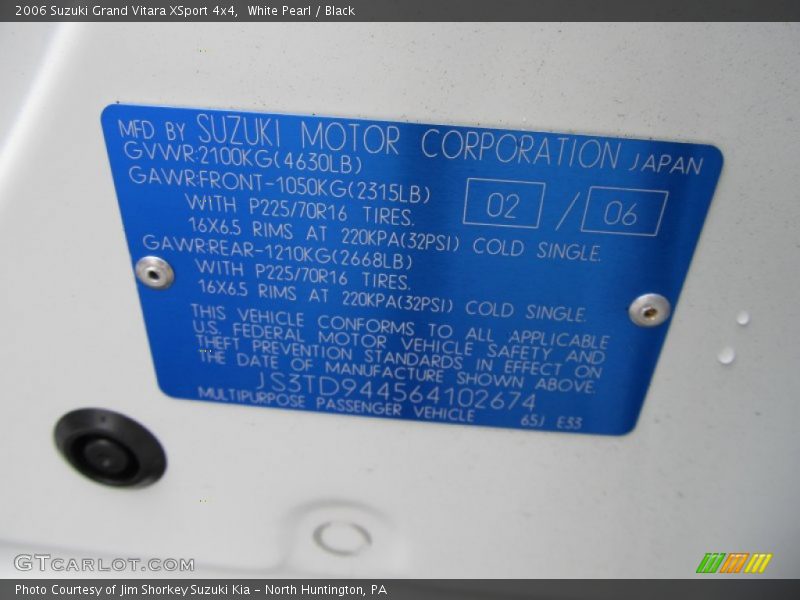 2006 Suzuki Grand Vitara XSport 4x4,  White Pearl / Black
MFD BY SUZUKI MOTOR CORPORATION JAPAN
GVWR:2100KG(4630LB)
GAWR:FRONT-1050KG(2315LB)
WITH P225/70R16 TIRES.
02 / 06
16X6.5 RIMS AT 220KPA(32PSI) COLD SINGLE.
GAWR:REAR-1210KG(2668LB)
WITH P225/70R16 TIRES.
16X6.5 RIMS AT 220KPA(32PSI) COLD SINGLE.
THIS VEHICLE CONFORMS TO ALL APPLICABLE
U.S. FEDERAL MOTOR VEHICLE SAFETY AND
THEFT PREVENTION STANDARDS IN EFFECT ON
THE DATE OF MANUFACTURE SHOWN ABOVE.
JS3TD944564102674
MULTIPURPOSE PASSENGER VEHICLE 65J E33
GTCARLOT.COM
Photo Courtesy of Jim Shorkey Suzuki Kia – North Huntington, PA